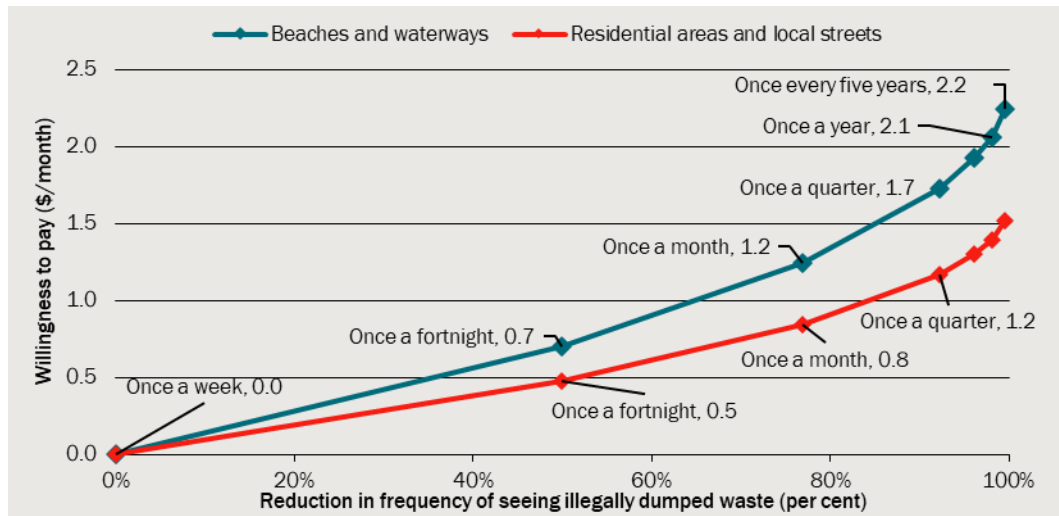 Beaches and waterways
Residential areas and local streets
Willingness to pay ($/month)
2.5
2.0
1.5
1.0
0.5
0.0
Once every five years, 2.2
Once a year, 2.1
Once a quarter, 1.7
Once a month, 1.2
Once a fortnight, 0.7
Once a week, 0.0
Once a quarter, 1.2
Once a month, 0.8
Once a fortnight, 0.5
0%
20%
40%
60%
80%
100%
Reduction in frequency of seeing illegally dumped waste (per cent)